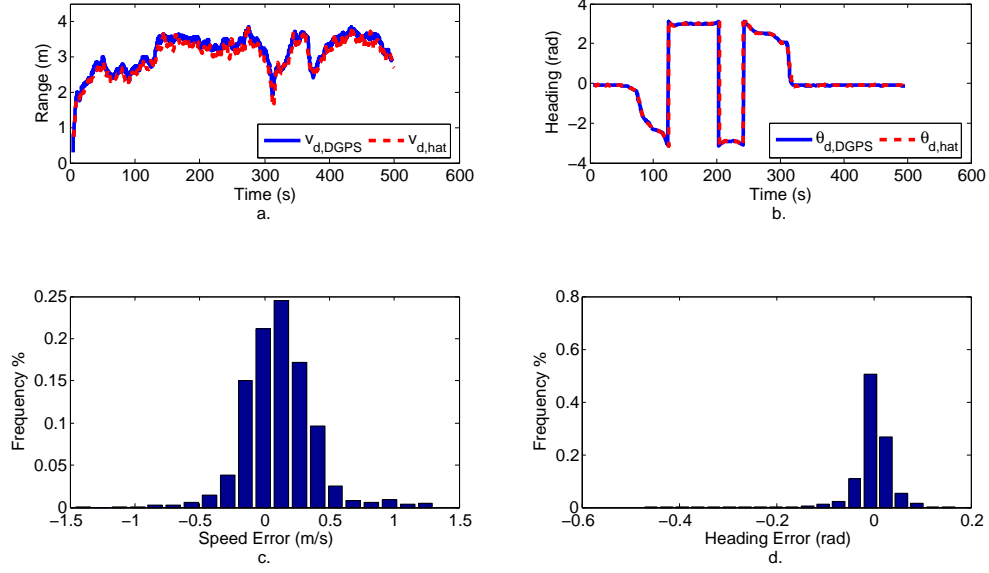 4
3
2
1
0
Range (m)
v_d,DGPS v_d,hat
0 100 200 300 400 500 600
Time (s)
a.
4
2
0
−2
−4
Heading (rad)
θ_d,DGPS θ_d,hat
0 100 200 300 400 500 600
Time (s)
b.
0.25
0.2
0.15
0.1
0.05
0
Frequency %
−1.5 −1 −0.5 0 0.5 1 1.5
Speed Error (m/s)
c.
0.8
0.6
0.4
0.2
0
Frequency %
−0.6 −0.4 −0.2 0 0.2
Heading Error (rad)
d.